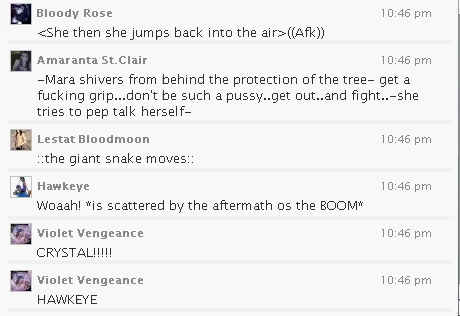 Bloody Rose 10:46 pm
<She then she jumps back into the air>((Afk))
Amaranta St.Clair 10:46 pm
~Mara shivers from behind the protection of the tree~ get a
fucking grip...don't be such a pussy..get out..and fight..~she
tries to pep talk herself~
Lestat Bloodmoon 10:46 pm
::the giant snake moves::
Hawkeye 10:46 pm
Woaah! *is scattered by the aftermath os the BOOM*
Violet Vengeance 10:46 pm
CRYSTAL!!!!!
Violet Vengeance 10:46 pm
HAWKEYE